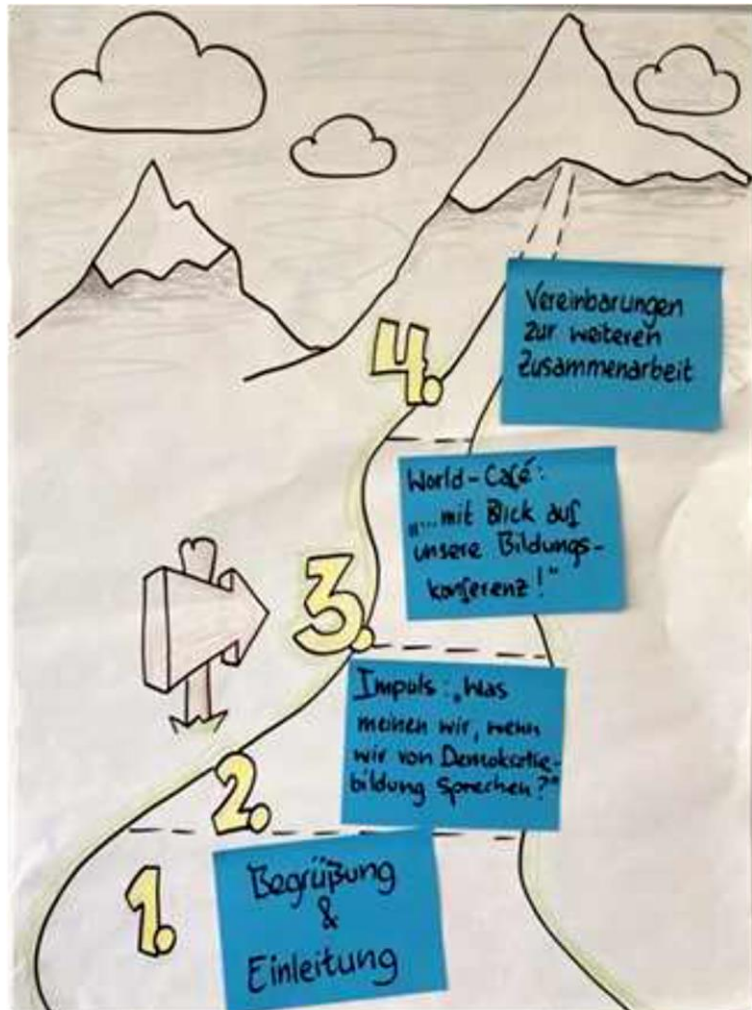 4.
Vereinbarungen
zur weiteren
Zusammenarbeit
3.
World-Café:
„... mit Blick auf
unsere Bildungs-
konferenz!"
2.
Impuls: „Was
meinen wir, wenn
wir von Demokratie-
bildung sprechen?"
1.
Begrüßung
&
Einleitung